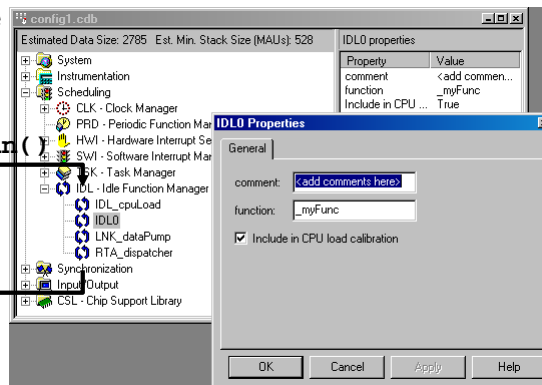 config1.cdb
Estimated Data Size: 2785 Est. Min. Stack Size (MAUs): 528
System
Instrumentation
Scheduling
CLK - Clock Manager
PRD - Periodic Function Mar
HWI - Hardware Interrupt Se
SWI - Software Interrupt Mar
SK - Task Manager
IDL - Idle Function Manager
IDL_cpuLoad
IDL0
LNK_dataPump
RTA_dispatcher
Synchronization
Input/Output
CSL - Chip Support Library
n()
IDL0 properties
Property Value
comment <add commen...
function _myFunc
Include in CPU ... True
IDL0 Properties
General
comment: <add comments here>
function: _myFunc
Include in CPU load calibration
OK Cancel Apply Help